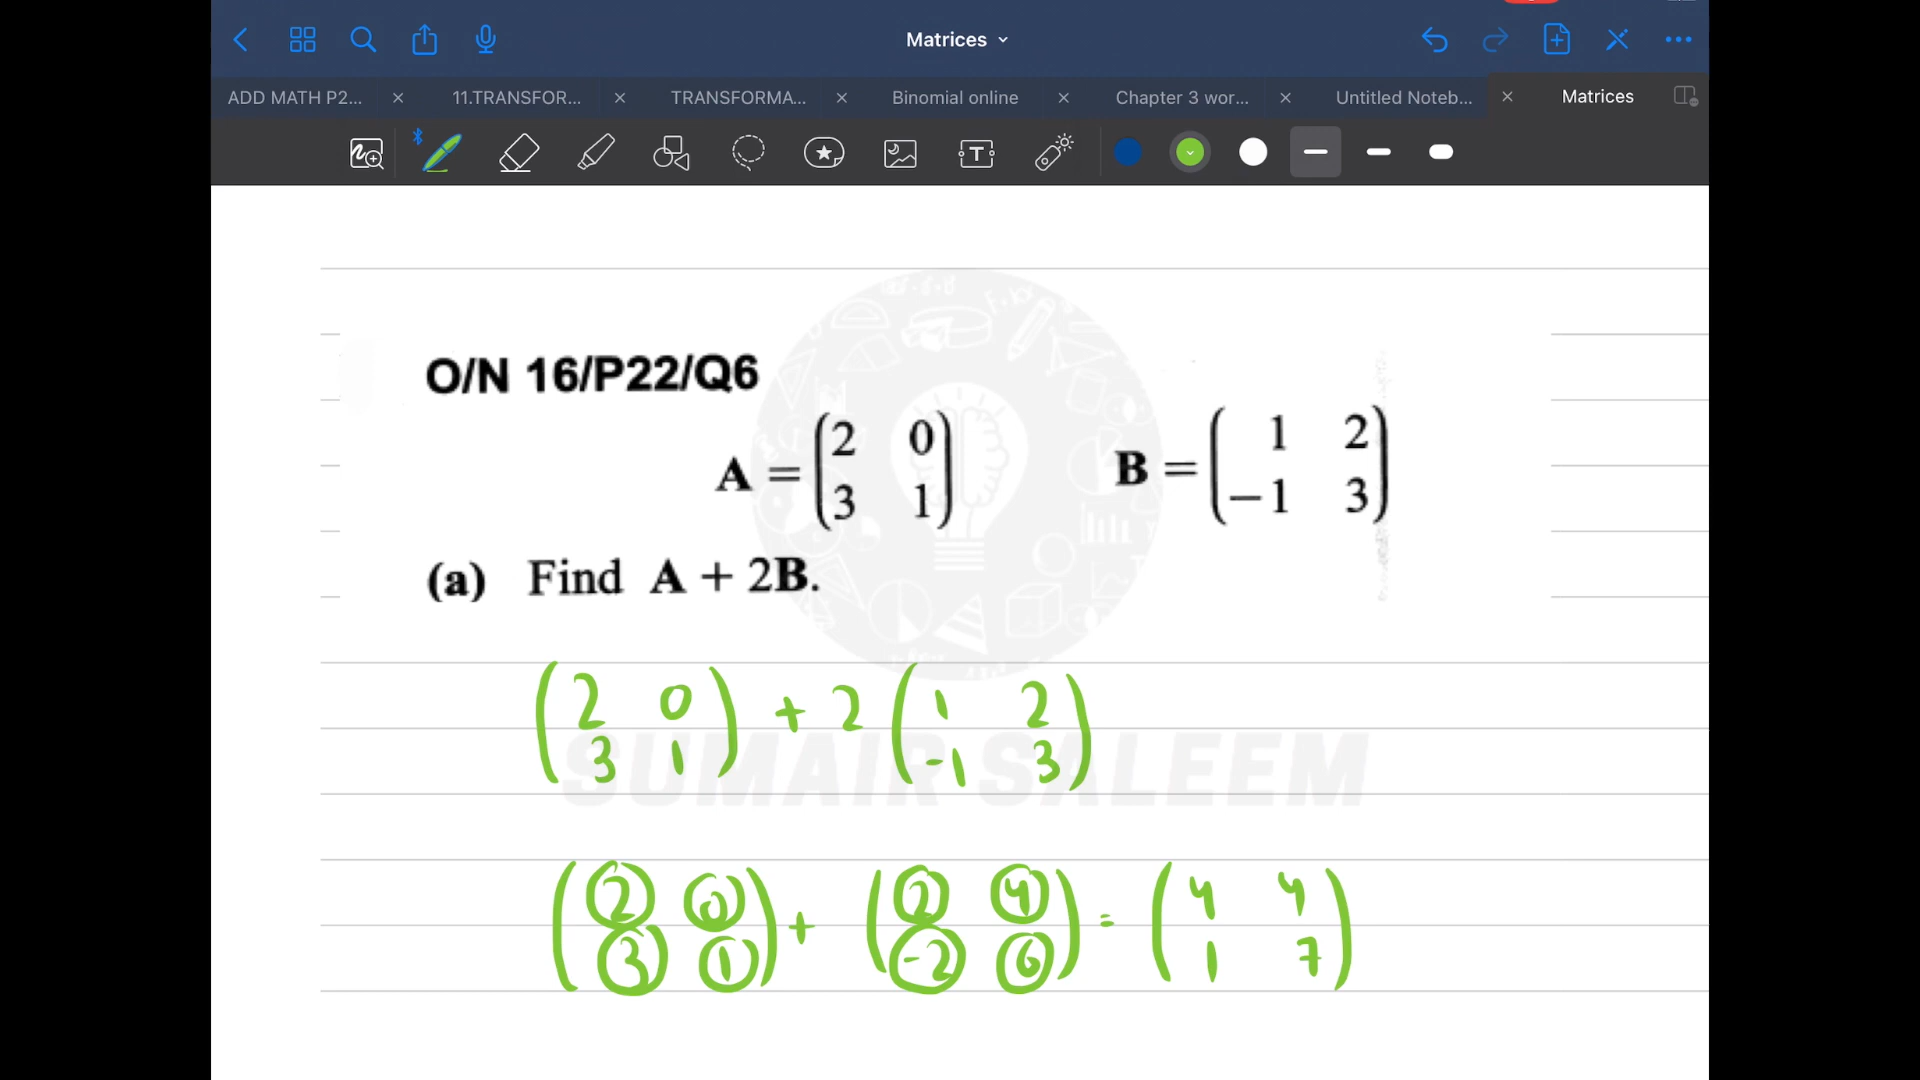 Matrices
ADD MATH P2...
11.TRANSFOR...
TRANSFORMA...
Binomial online
Chapter 3 wor...
Untitled Noteb...
Matrices
O/N 16/P22/Q6
A = (2 0
3 1)
B = (1 2
−1 3)
(a) Find A + 2B.
(2 0
3 1) + 2 (1 2
-1 3)
SUMAIR SALEEM
(2 0
3 1) + (2 4
-2 6) = (4 4
1 7)